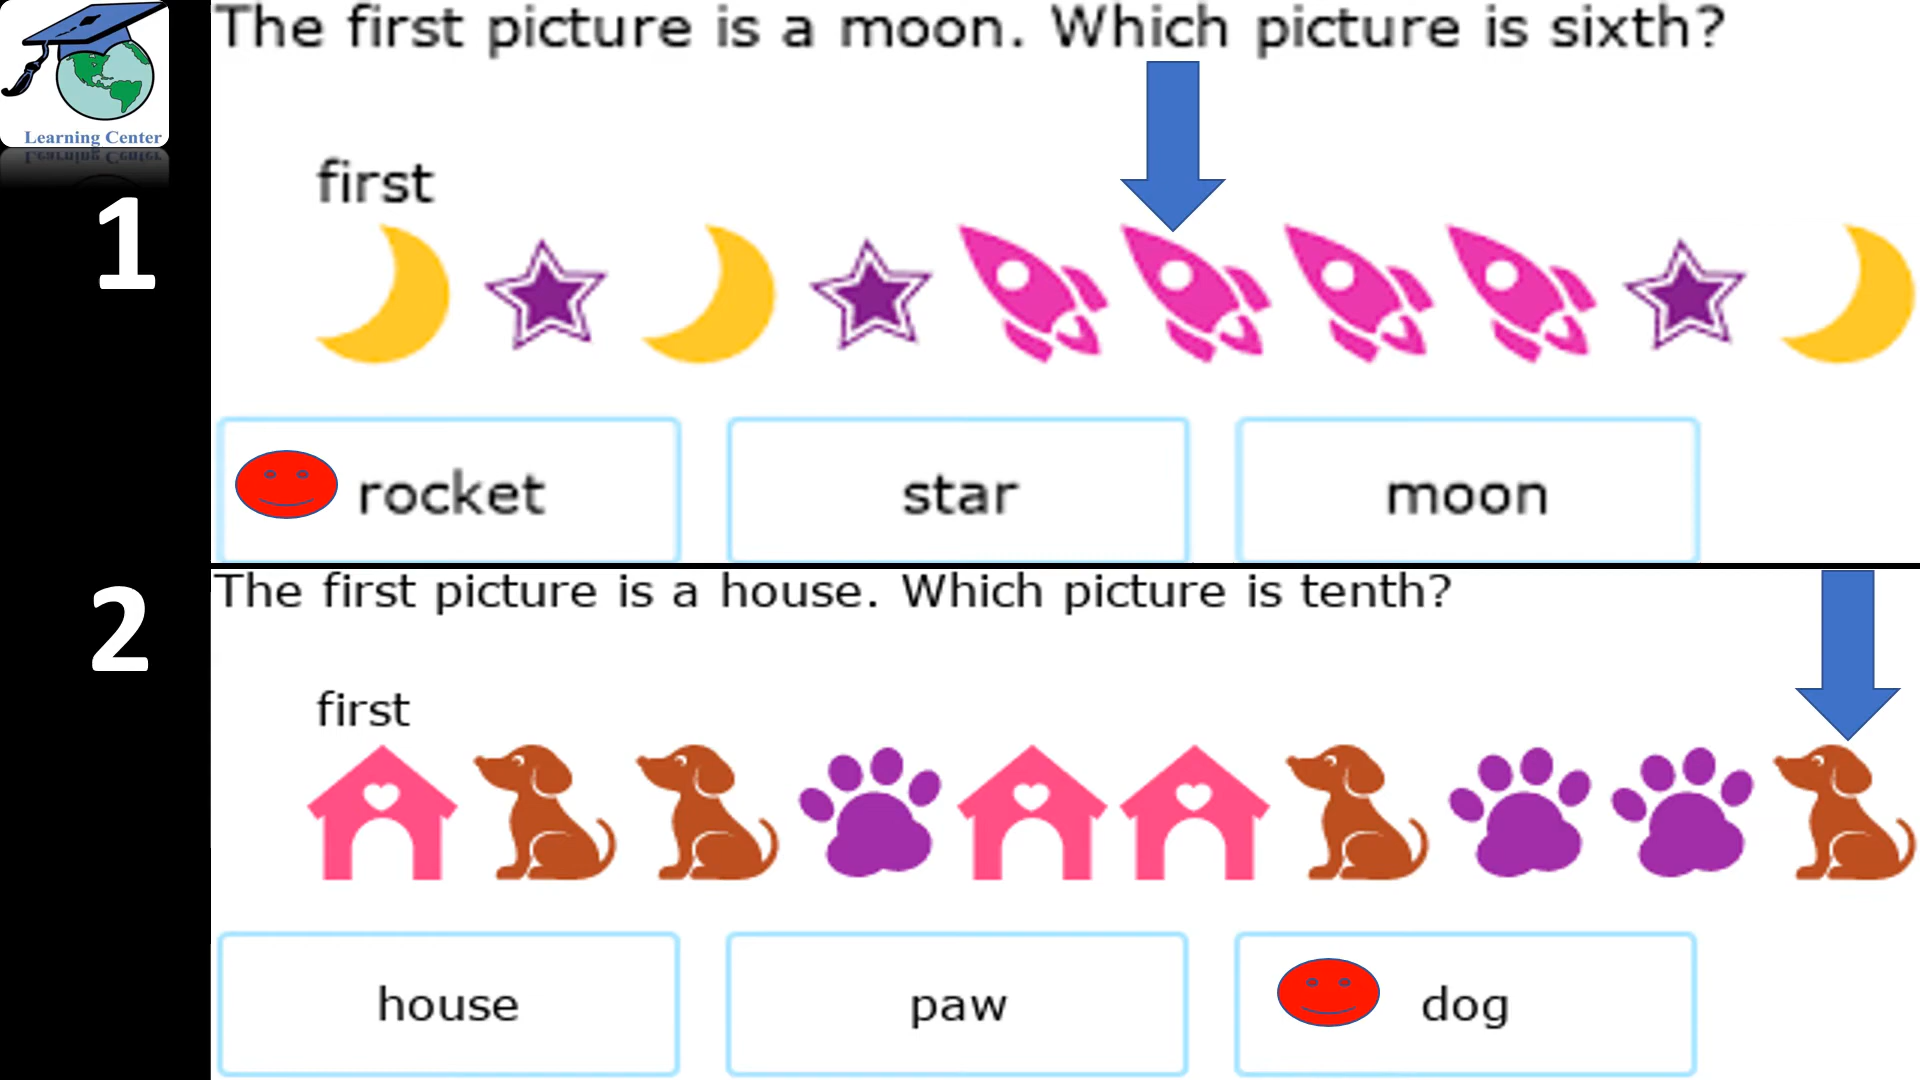 Learning Center
The first picture is a moon. Which picture is sixth?
first
1
rocket
star
moon
2
The first picture is a house. Which picture is tenth?
first
house
paw
dog